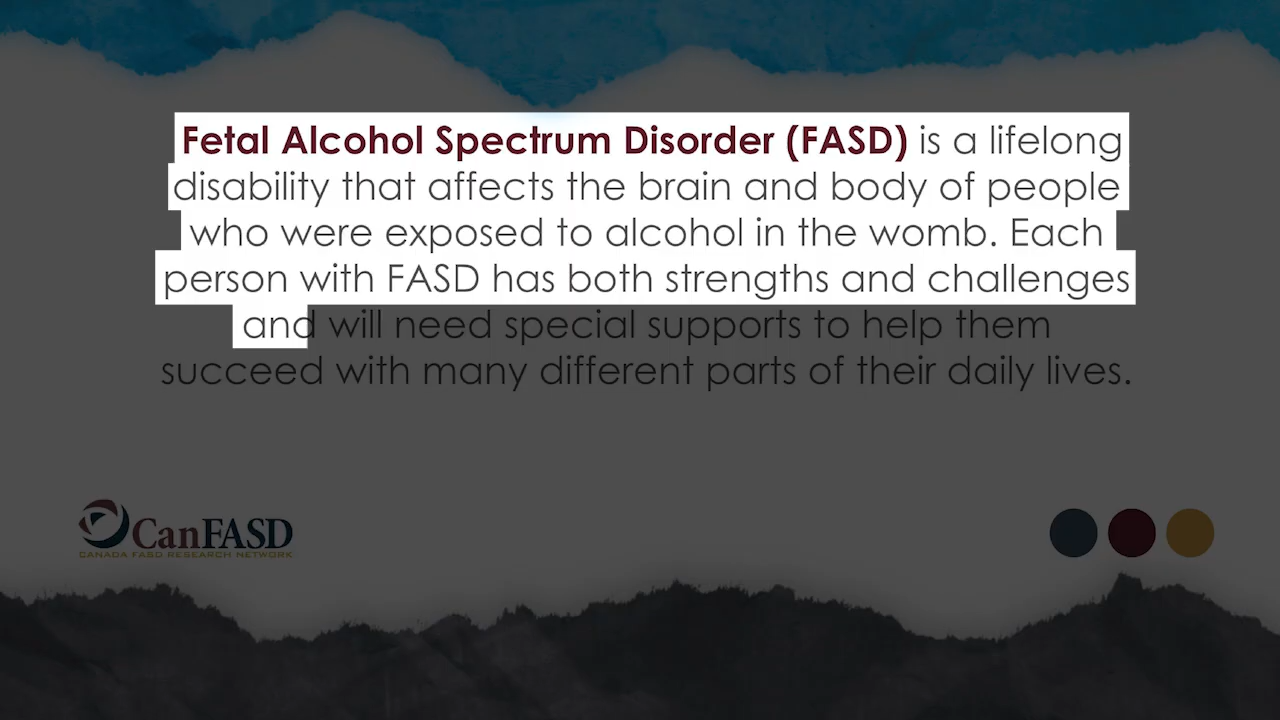 Fetal Alcohol Spectrum Disorder (FASD) is a lifelong
disability that affects the brain and body of people
who were exposed to alcohol in the womb. Each
person with FASD has both strengths and challenges
and will need special supports to help them
succeed with many different parts of their daily lives.
CanFASD
CANADA FASD RESEARCH NETWORK